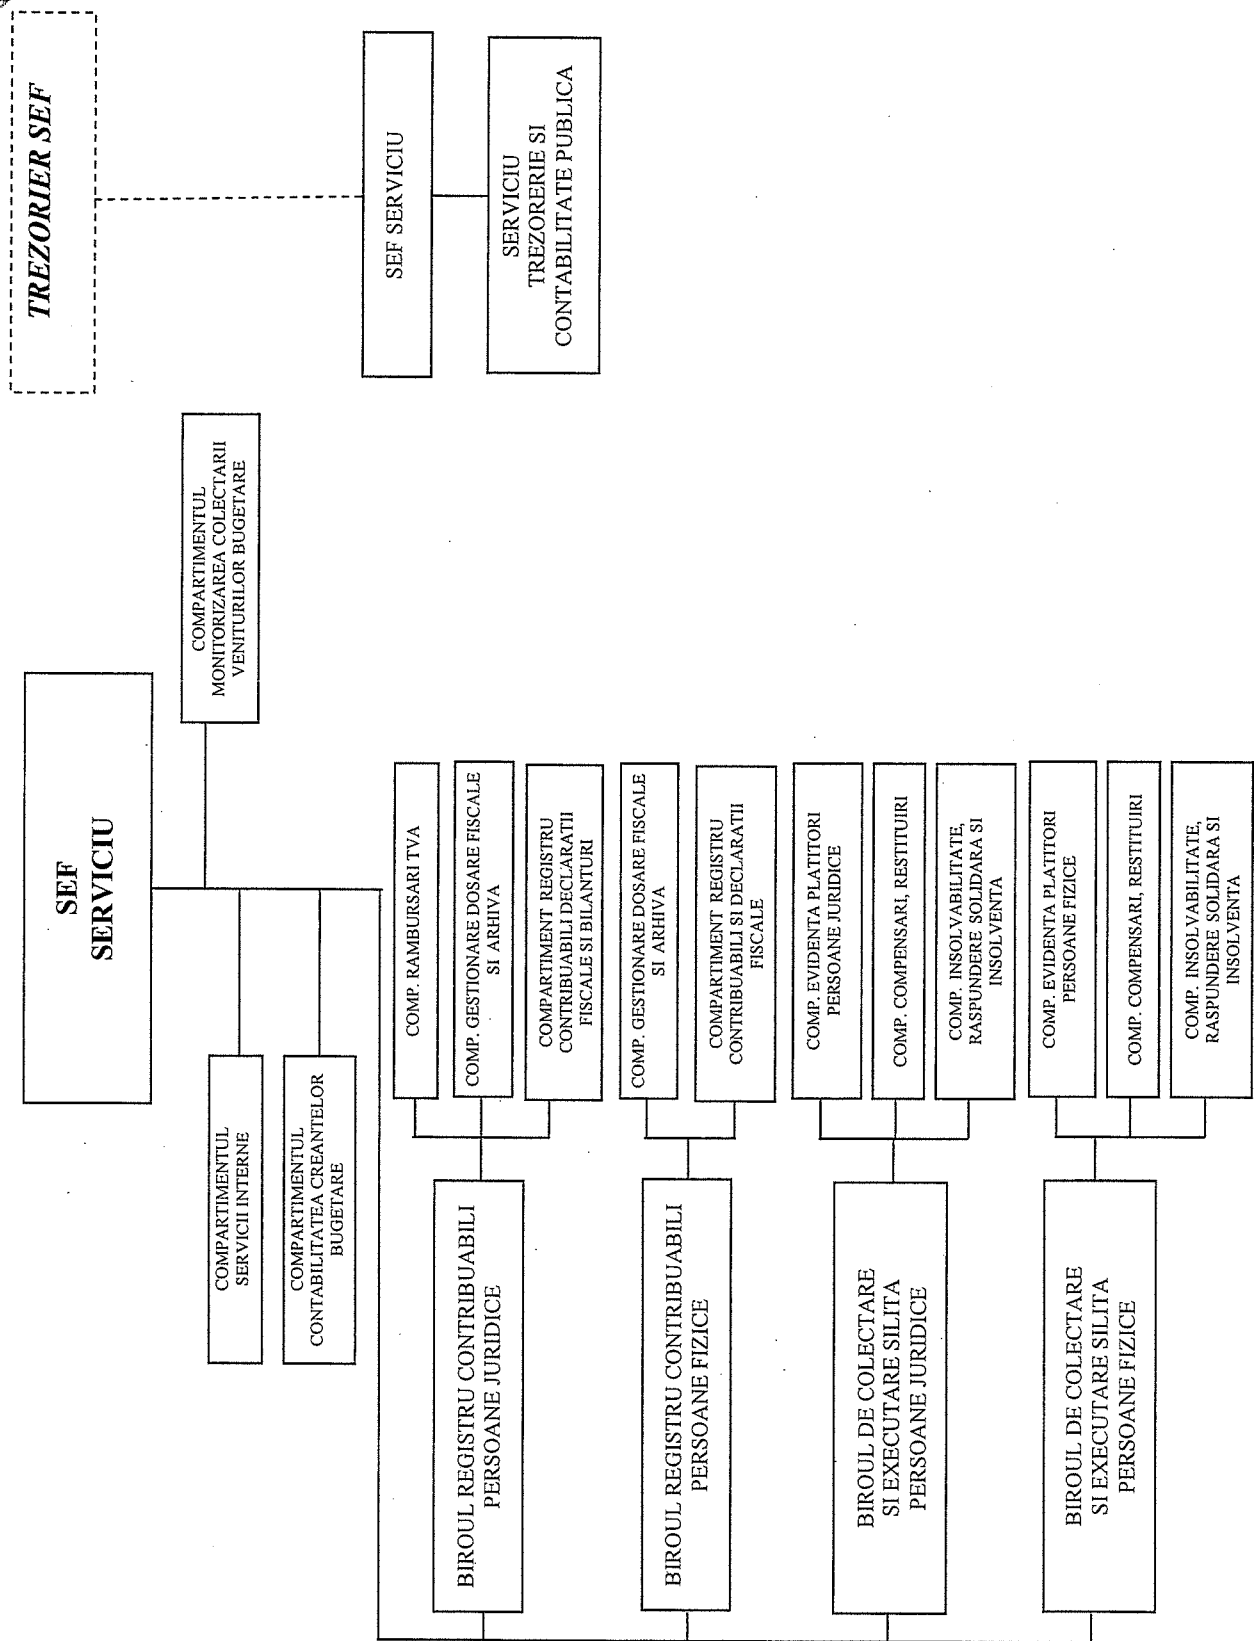 SEF
SERVICIU
TREZORIER SEF
COMPARTIMENTUL
MONITORIZAREA COLECTARII
VENITURILOR BUGETARE
COMPARTIMENTUL
SERVICII INTERNE
COMPARTIMENTUL
CONTABILITATEA CREANTELOR
BUGETARE
SEF SERVICIU
SERVICIU
TREZORERIE SI
CONTABILITATE PUBLICA
BIROUL REGISTRU CONTRIBUABILI
PERSOANE JURIDICE
COMP. RAMBURSARI TVA
COMP. GESTIONARE DOSARE FISCALE
SI ARHIVA
COMPARTIMENT REGISTRU
CONTRIBUABILI DECLARATII
FISCALE SI BILANTURI
BIROUL REGISTRU CONTRIBUABILI
PERSOANE FIZICE
COMP. GESTIONARE DOSARE FISCALE
SI ARHIVA
COMPARTIMENT REGISTRU
CONTRIBUABILI SI DECLARATII
FISCALE
BIROUL DE COLECTARE
SI EXECUTARE SILITA
PERSOANE JURIDICE
COMP. EVIDENTA PLATITORI
PERSOANE JURIDICE
COMP. COMPENSARI, RESTITUIRI
COMP. INSOLVABILITATE,
RASPUNDERE SOLIDARA SI
INSOLVENTA
BIROUL DE COLECTARE
SI EXECUTARE SILITA
PERSOANE FIZICE
COMP. EVIDENTA PLATITORI
PERSOANE FIZICE
COMP. COMPENSARI, RESTITUIRI
COMP. INSOLVABILITATE,
RASPUNDERE SOLIDARA SI
INSOLVENTA